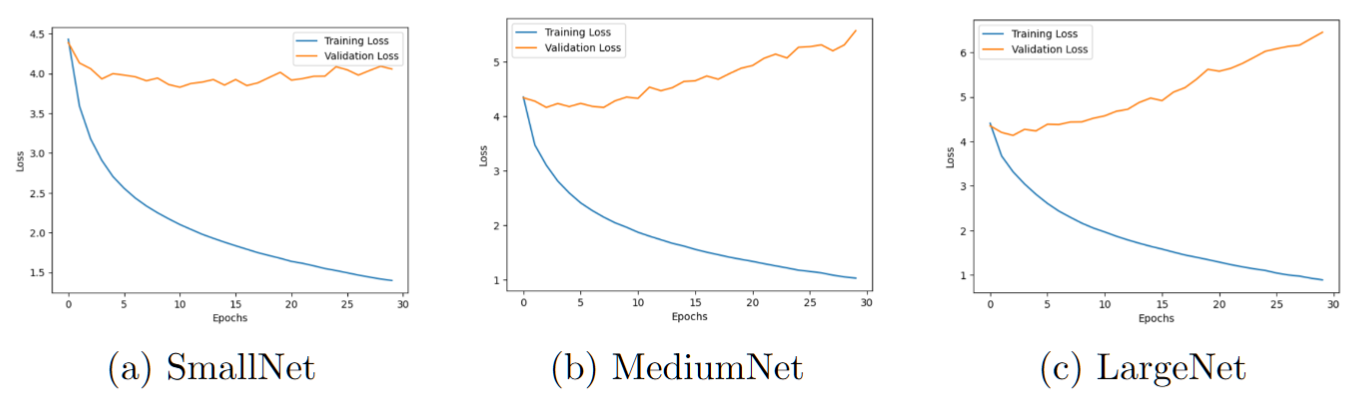 Training Loss
Validation Loss
4.5
4.0
3.5
3.0
2.5
2.0
1.5
Loss
0 5 10 15 20 25 30
Epochs
(a) SmallNet
Training Loss
Validation Loss
5
4
3
2
1
Loss
0 5 10 15 20 25 30
Epochs
(b) MediumNet
Training Loss
Validation Loss
6
5
4
3
2
1
Loss
0 5 10 15 20 25 30
Epochs
(c) LargeNet